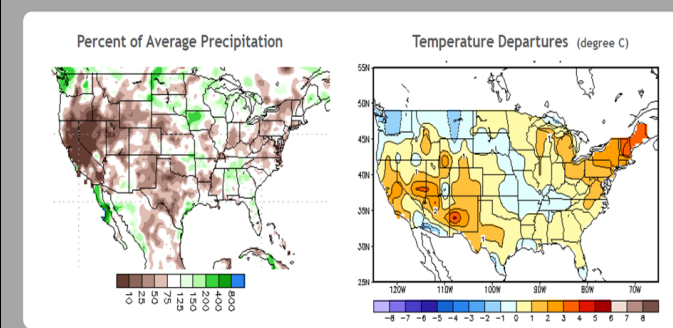 Percent of Average Precipitation
10 25 50 75 125 150 200 400 800
Temperature Departures (degree C)
55N
50N
45N
40N
35N
30N
25N
120W 110W 100W 90W 80W 70W
-8 -7 -6 -5 -4 -3 -2 -1 0 1 2 3 4 5 6 7 8